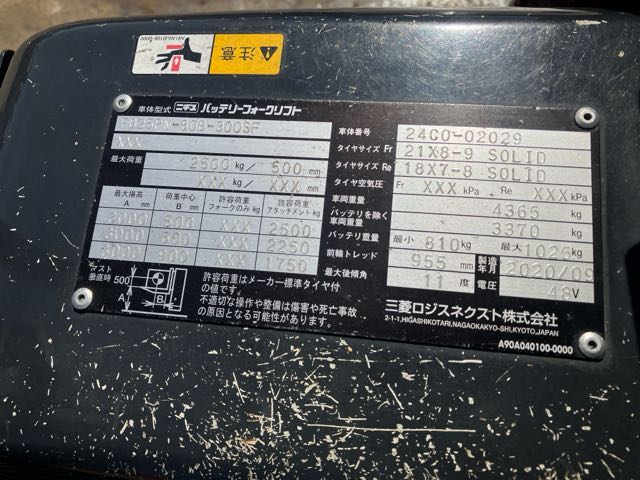 A91A0J0106-0000
注意
車体型式 ニチユ バッテリーフォークリフト
-30B-300SF
XXX
最大荷重 2500 kg / 500 mm
XXX kg / XXX mm
最大揚高 A mm 荷重中心 B mm 許容荷重 フォークのみ kg 許容荷重 アタッチメント kg
3000 500 XXX 2500
3000 600 XXX 2250
3000 900 XXX 1750
マスト垂直時 500 A B
許容荷重はメーカー標準タイヤ付の値です。
不適切な操作や整備は傷害や死亡事故
の原因となる可能性があります。
車体番号 24C0-02029
タイヤサイズ Fr 21X8-9 SOLID
タイヤサイズ Re 18X7-8 SOLID
タイヤ空気圧 Fr XXX kPa. Re XXX kPa
車両重量 4365 kg
バッテリを除く車両重量 3370 kg
バッテリ重量 最小 810 kg 最大 1025 kg
前輪トレッド 955 mm 製造年月 2020/09
最大後傾角 11 度 電圧 48 V
三菱ロジスネクスト株式会社
2-1-1,HIGASHIKOTARI,NAGAOKAKYO-SHI,KYOTO,JAPAN
A90A040100-0000